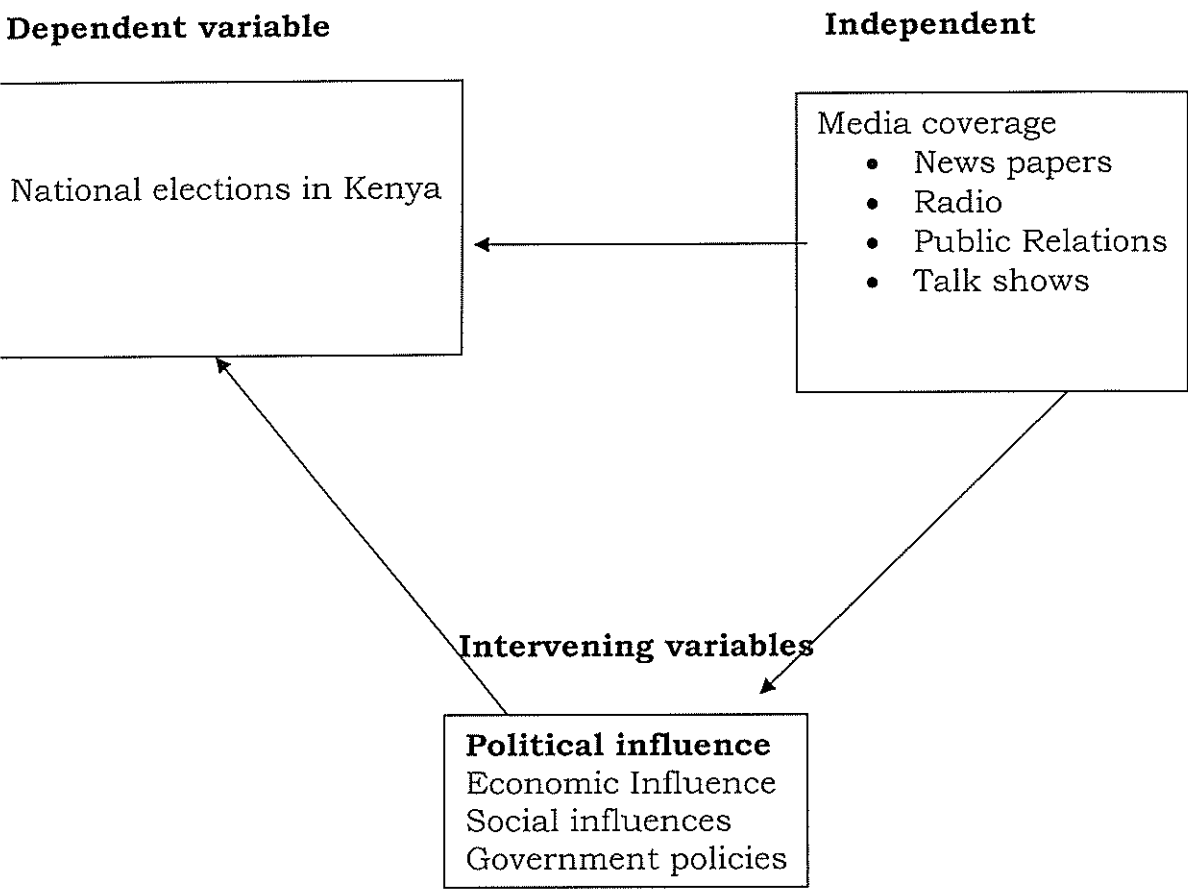 Dependent variable
Independent
National elections in Kenya
Media coverage
• News papers
• Radio
• Public Relations
• Talk shows
Intervening variables
Political influence
Economic Influence
Social influences
Government policies